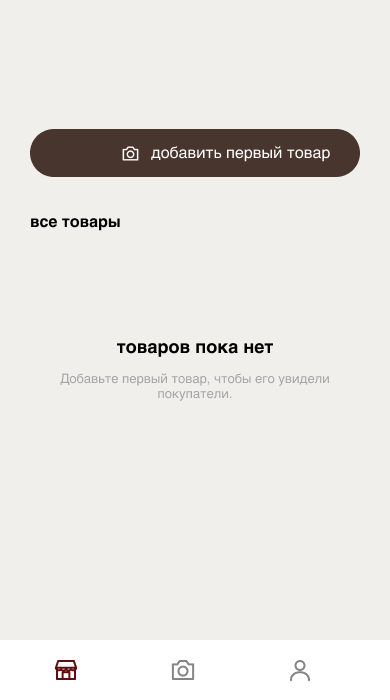 добавить первый товар
все товары
товаров пока нет
Добавьте первый товар, чтобы его увидели
покупатели.